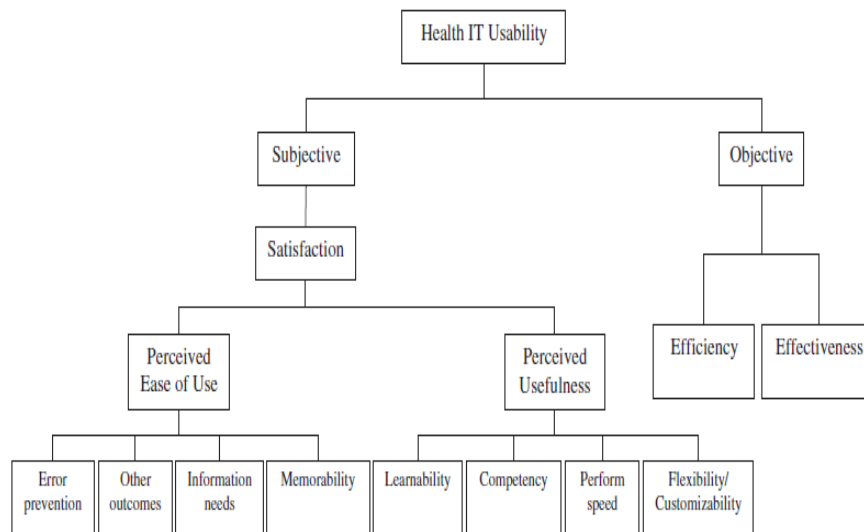 Health IT Usability
Subjective
Objective
Satisfaction
Perceived
Ease of Use
Perceived
Usefulness
Efficiency
Effectiveness
Error
prevention
Other
outcomes
Information
needs
Memorability
Learnability
Competency
Perform
speed
Flexibility/
Customizability